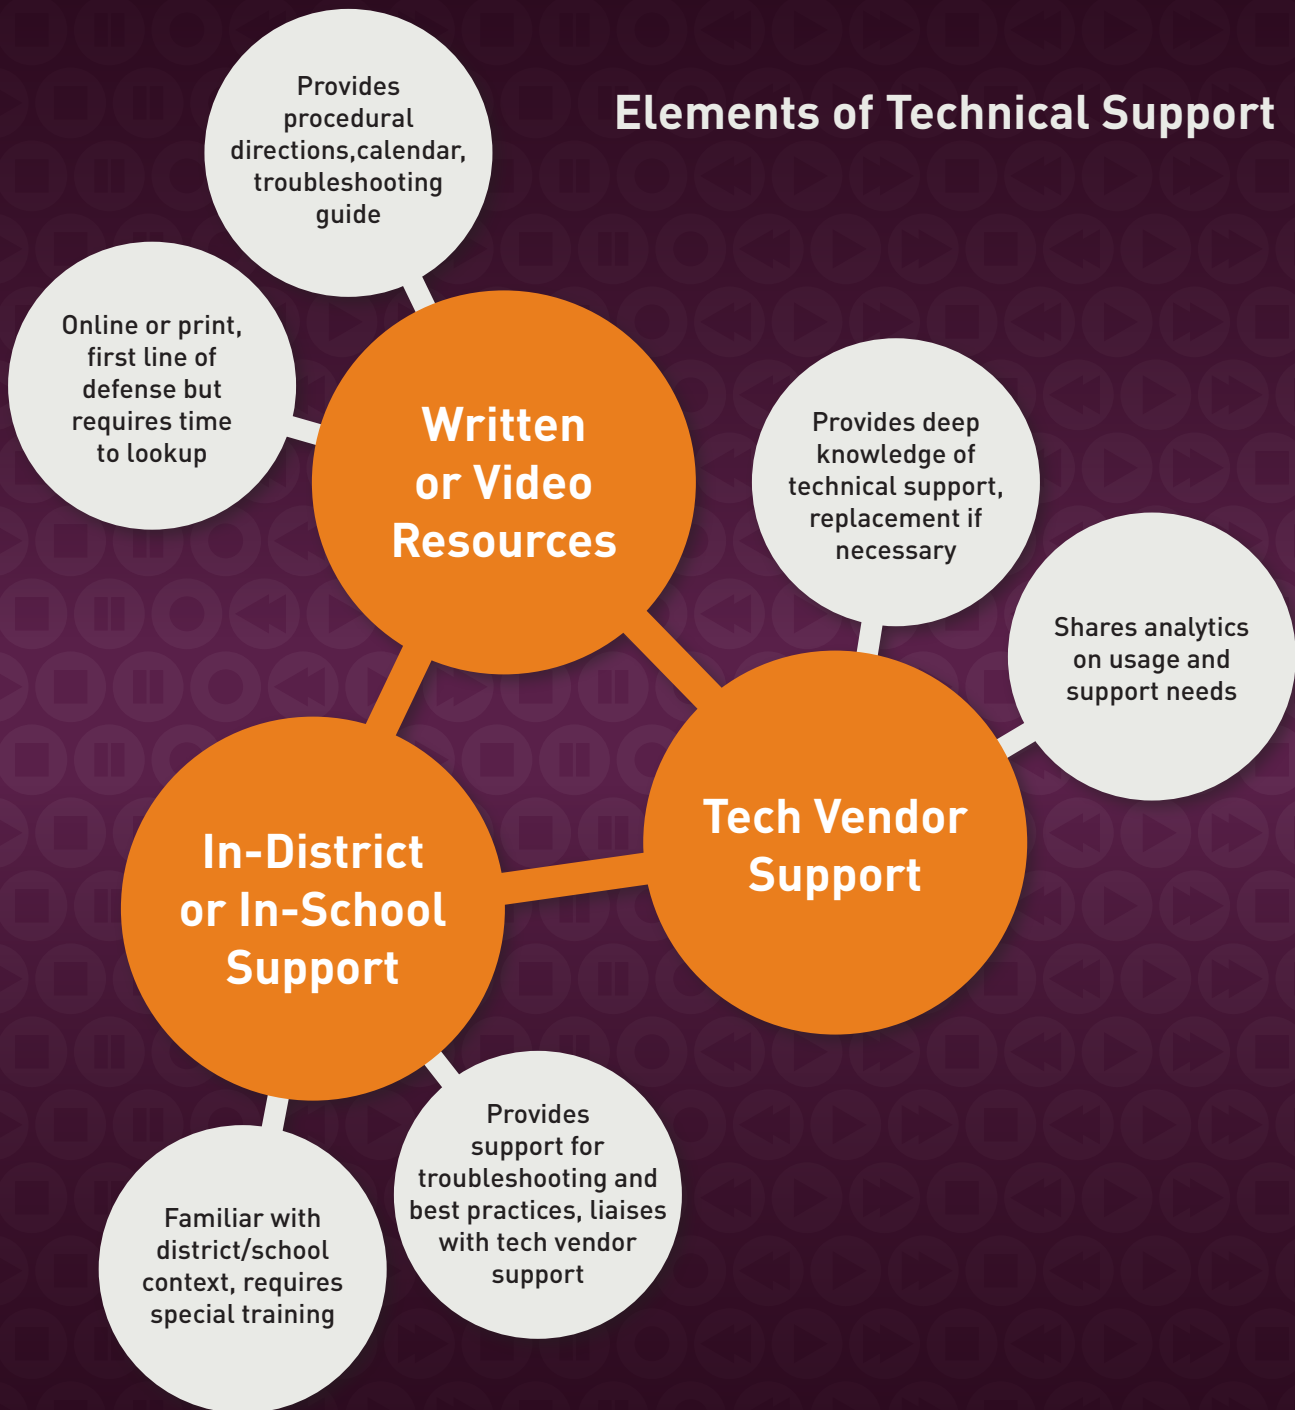 Elements of Technical Support
Provides
procedural
directions,calendar,
troubleshooting
guide
Online or print,
first line of
defense but
requires time
to lookup
Written
or Video
Resources
Provides deep
knowledge of
technical support,
replacement if
necessary
Shares analytics
on usage and
support needs
Tech Vendor
Support
In-District
or In-School
Support
Provides
support for
troubleshooting and
best practices, liaises
with tech vendor
support
Familiar with
district/school
context, requires
special training